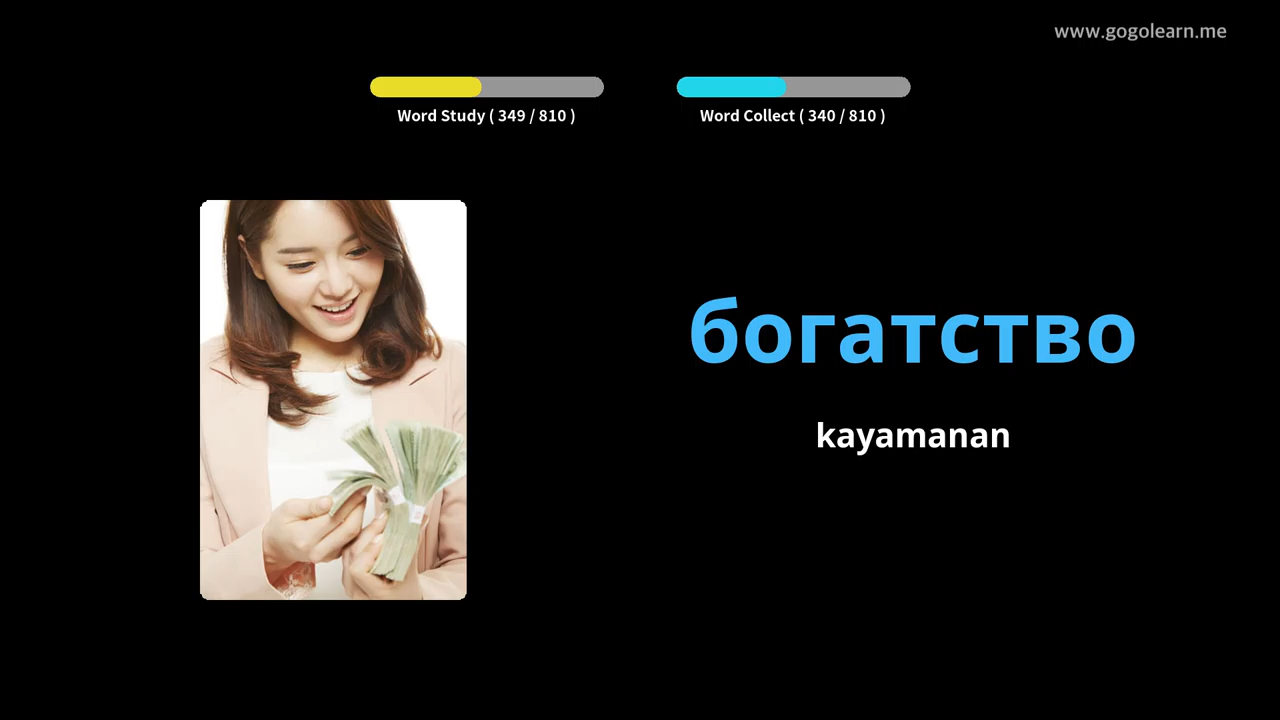 www.gogolearn.me
Word Study ( 349 / 810 )
Word Collect ( 340 / 810 )
богатство
kayamanan